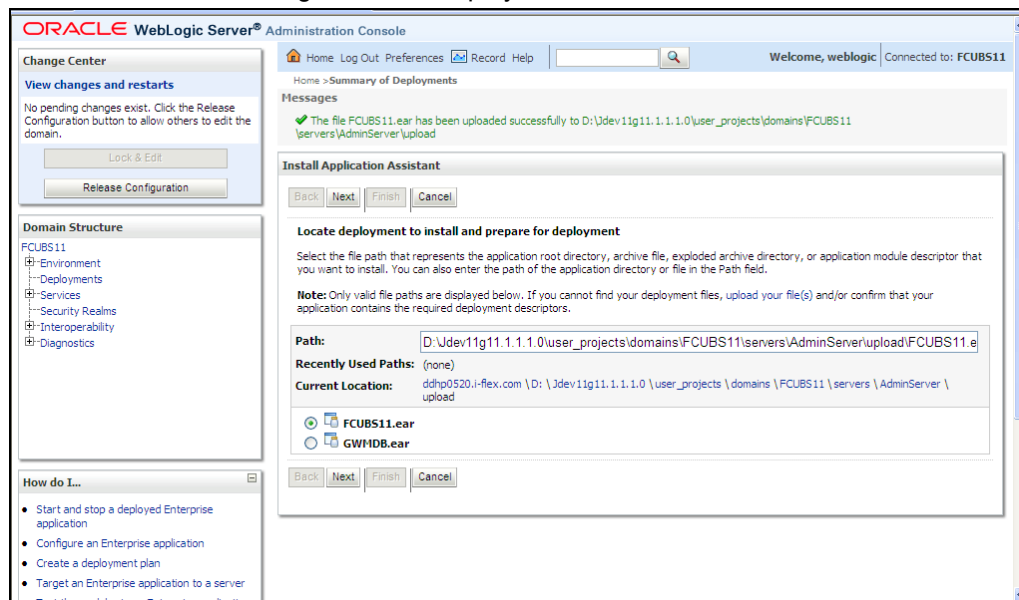 ORACLE WebLogic Server® Administration Console
Change Center
View changes and restarts
No pending changes exist. Click the Release
Configuration button to allow others to edit the
domain.
Lock & Edit
Release Configuration
Domain Structure
FCUBS11
Environment
Deployments
Services
Security Realms
Interoperability
Diagnostics
How do I...
Start and stop a deployed Enterprise
application
Configure an Enterprise application
Create a deployment plan
Target an Enterprise application to a server
Home Log Out Preferences Record Help
Welcome, weblogic Connected to: FCUBS11
Home >Summary of Deployments
Messages
The file FCUBS11.ear has been uploaded successfully to D:\Jdev11g11.1.1.1.0\user_projects\domains\FCUBS11
\servers\AdminServer\upload
Install Application Assistant
Back Next Finish Cancel
Locate deployment to install and prepare for deployment
Select the file path that represents the application root directory, archive file, exploded archive directory, or application module descriptor that
you want to install. You can also enter the path of the application directory or file in the Path field.
Note: Only valid file paths are displayed below. If you cannot find your deployment files, upload your file(s) and/or confirm that your
application contains the required deployment descriptors.
Path: D:\Jdev11g11.1.1.1.0\user_projects\domains\FCUBS11\servers\AdminServer\upload\FCUBS11.e
Recently Used Paths: (none)
Current Location: ddhp0520.i-flex.com \ D: \ Jdev11g11.1.1.1.0 \ user_projects \ domains \ FCUBS11 \ servers \ AdminServer \
upload
FCUBS11.ear
GWMDB.ear
Back Next Finish Cancel